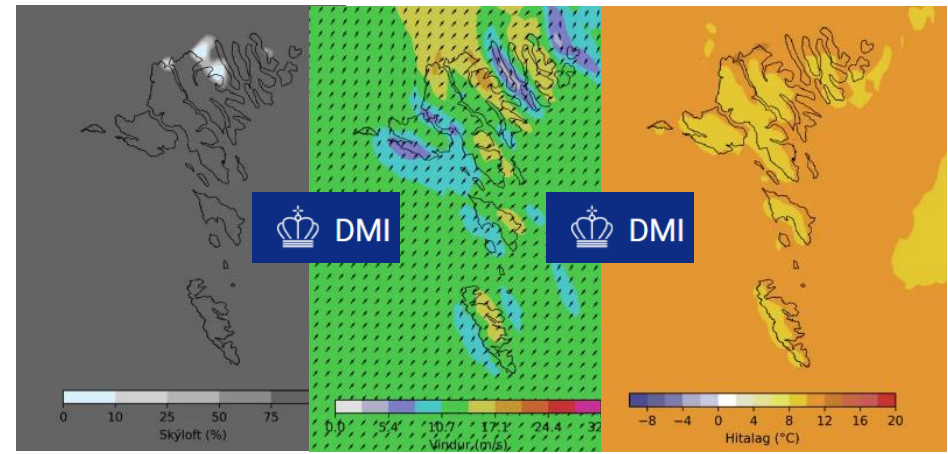 DMI
DMI
0 10 25 50 75
Skýloft (%)
0.0 5.4 10.7 17.1 24.4 32
Vindur (m/s)
−8 −4 0 4 8 12 16 20
Hitalag (°C)